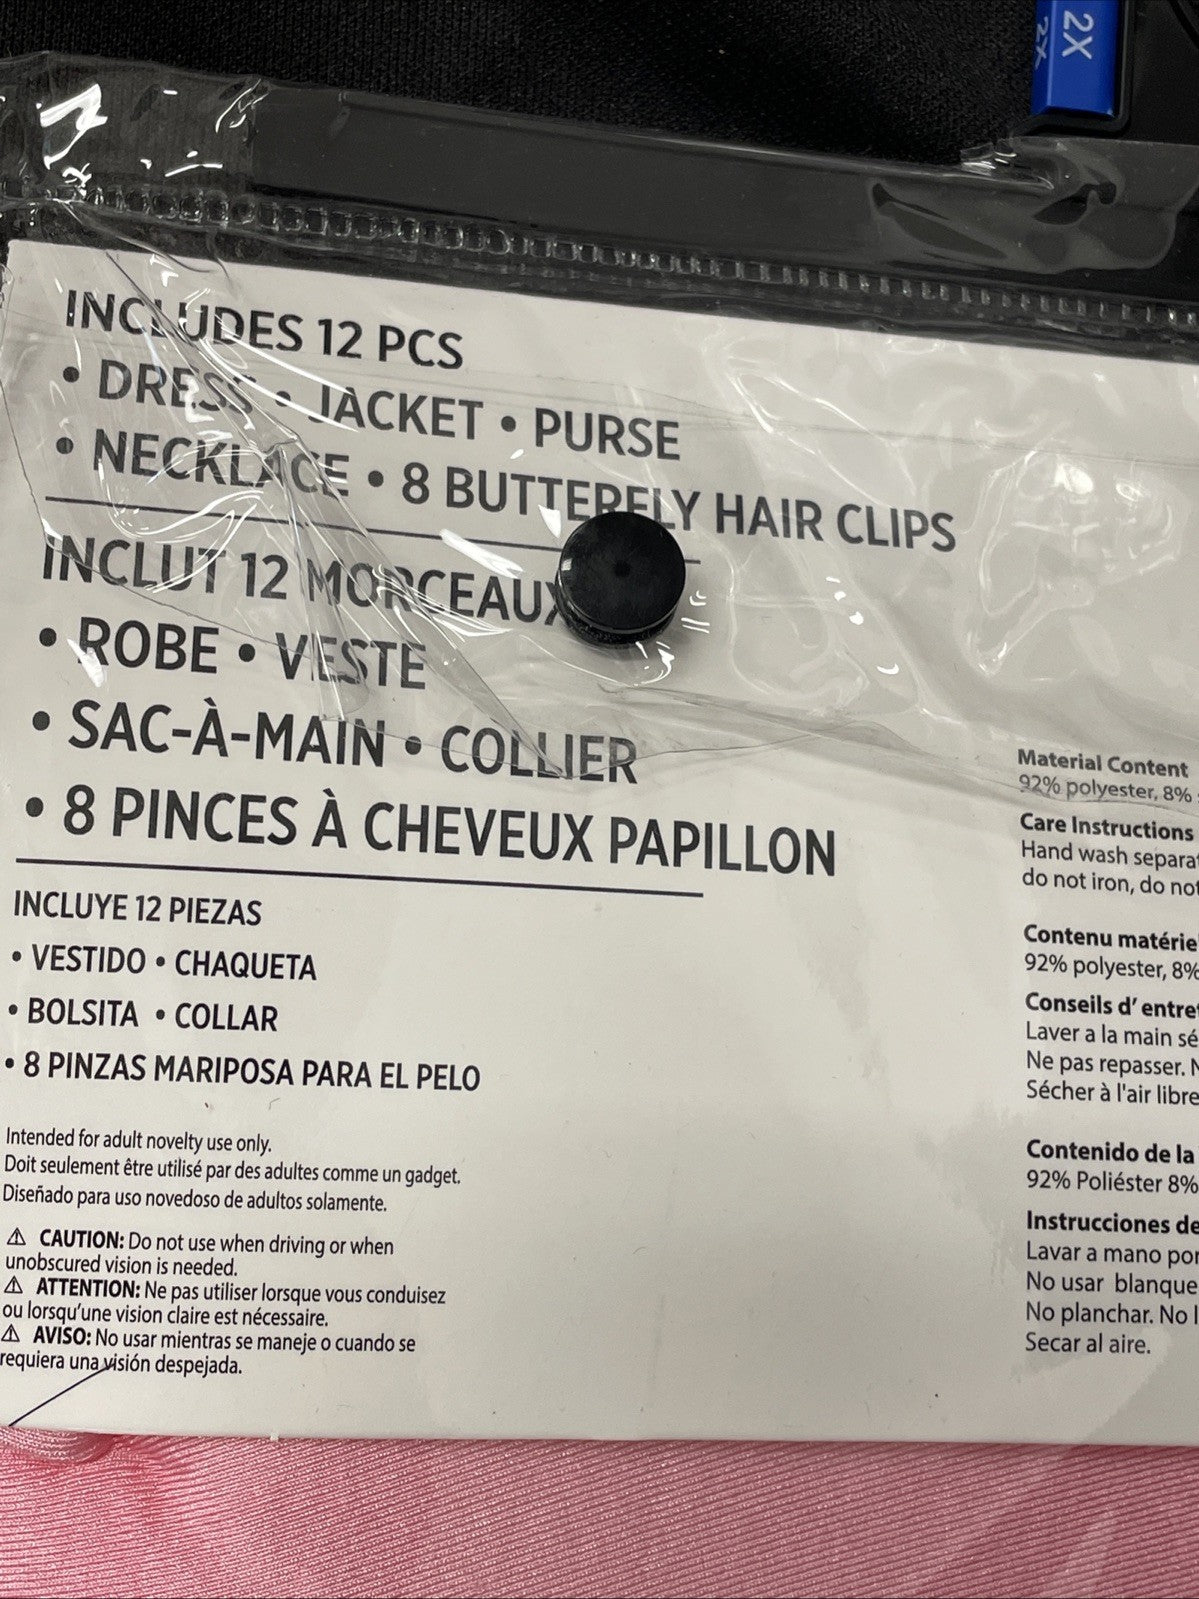 2X
2X
INCLUDES 12 PCS
• DRESS • JACKET • PURSE
• NECKLACE • 8 BUTTERFLY HAIR CLIPS
INCLUT 12 MORCEAUX
• ROBE • VESTE
• SAC-À-MAIN • COLLIER
• 8 PINCES À CHEVEUX PAPILLON
INCLUYE 12 PIEZAS
• VESTIDO • CHAQUETA
• BOLSITA • COLLAR
• 8 PINZAS MARIPOSA PARA EL PELO
Intended for adult novelty use only.
Doit seulement être utilisé par des adultes comme un gadget.
Diseñado para uso novedoso de adultos solamente.
⚠ CAUTION: Do not use when driving or when
unobscured vision is needed.
⚠ ATTENTION: Ne pas utiliser lorsque vous conduisez
ou lorsqu'une vision claire est nécessaire.
⚠ AVISO: No usar mientras se maneje o cuando se
requiera una visión despejada.
Material Content
92% polyester, 8%
Care Instructions
Hand wash separat
do not iron, do not
Contenu matérie
92% polyester, 8%
Conseils d' entre
Laver a la main sé
Ne pas repasser. N
Sécher à l'air libre
Contenido de la
92% Poliéster 8%
Instrucciones de
Lavar a mano por
No usar blanque
No planchar. No l
Secar al aire.